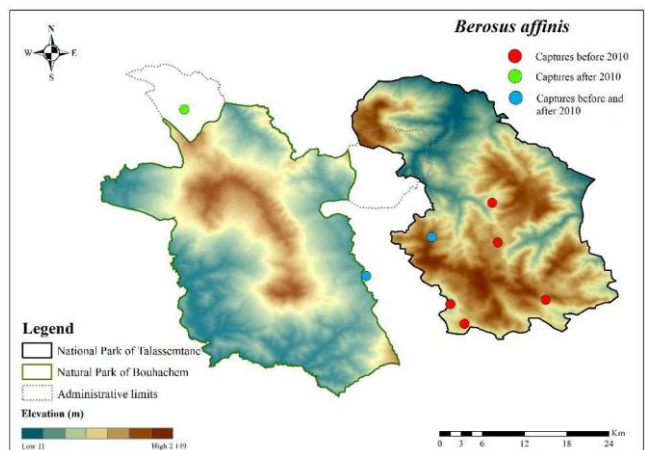 Berosus affinis
N
W E
S
Captures before 2010
Captures after 2010
Captures before and
after 2010
Legend
National Park of Talassemtane
Natural Park of Bouhachem
Administrative limits
Elevation (m)
Low 11 High 2.149
Km
0 3 6 12 18 24